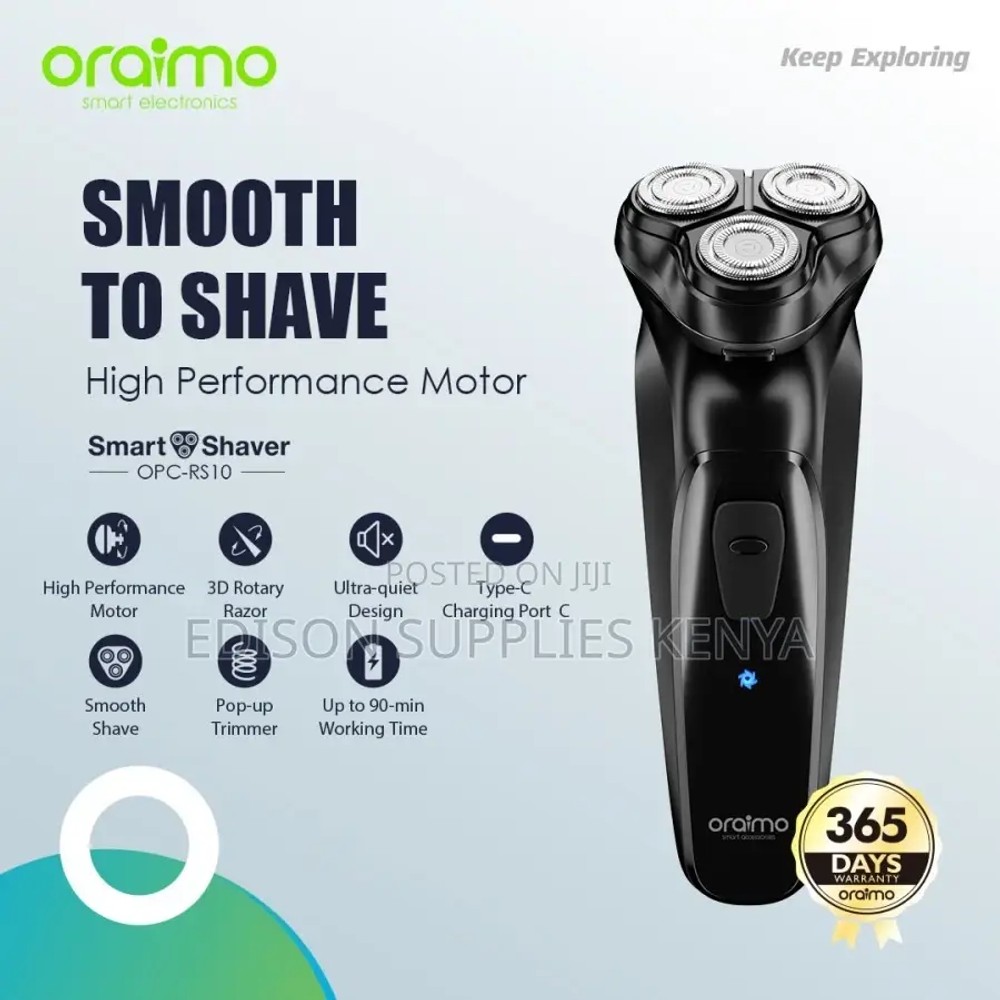 oraimo
smart electronics
Keep Exploring
SMOOTH
TO SHAVE
High Performance Motor
Smart Shaver
OPC-RS10
High Performance
Motor
3D Rotary
Razor
Ultra-quiet
Design
Type-C
Charging Port C
POSTED ON JIJI
EDISON SUPPLIES KENYA
Smooth
Shave
Pop-up
Trimmer
Up to 90-min
Working Time
oraimo
smart accessories
365
DAYS
WARRANTY
oraimo